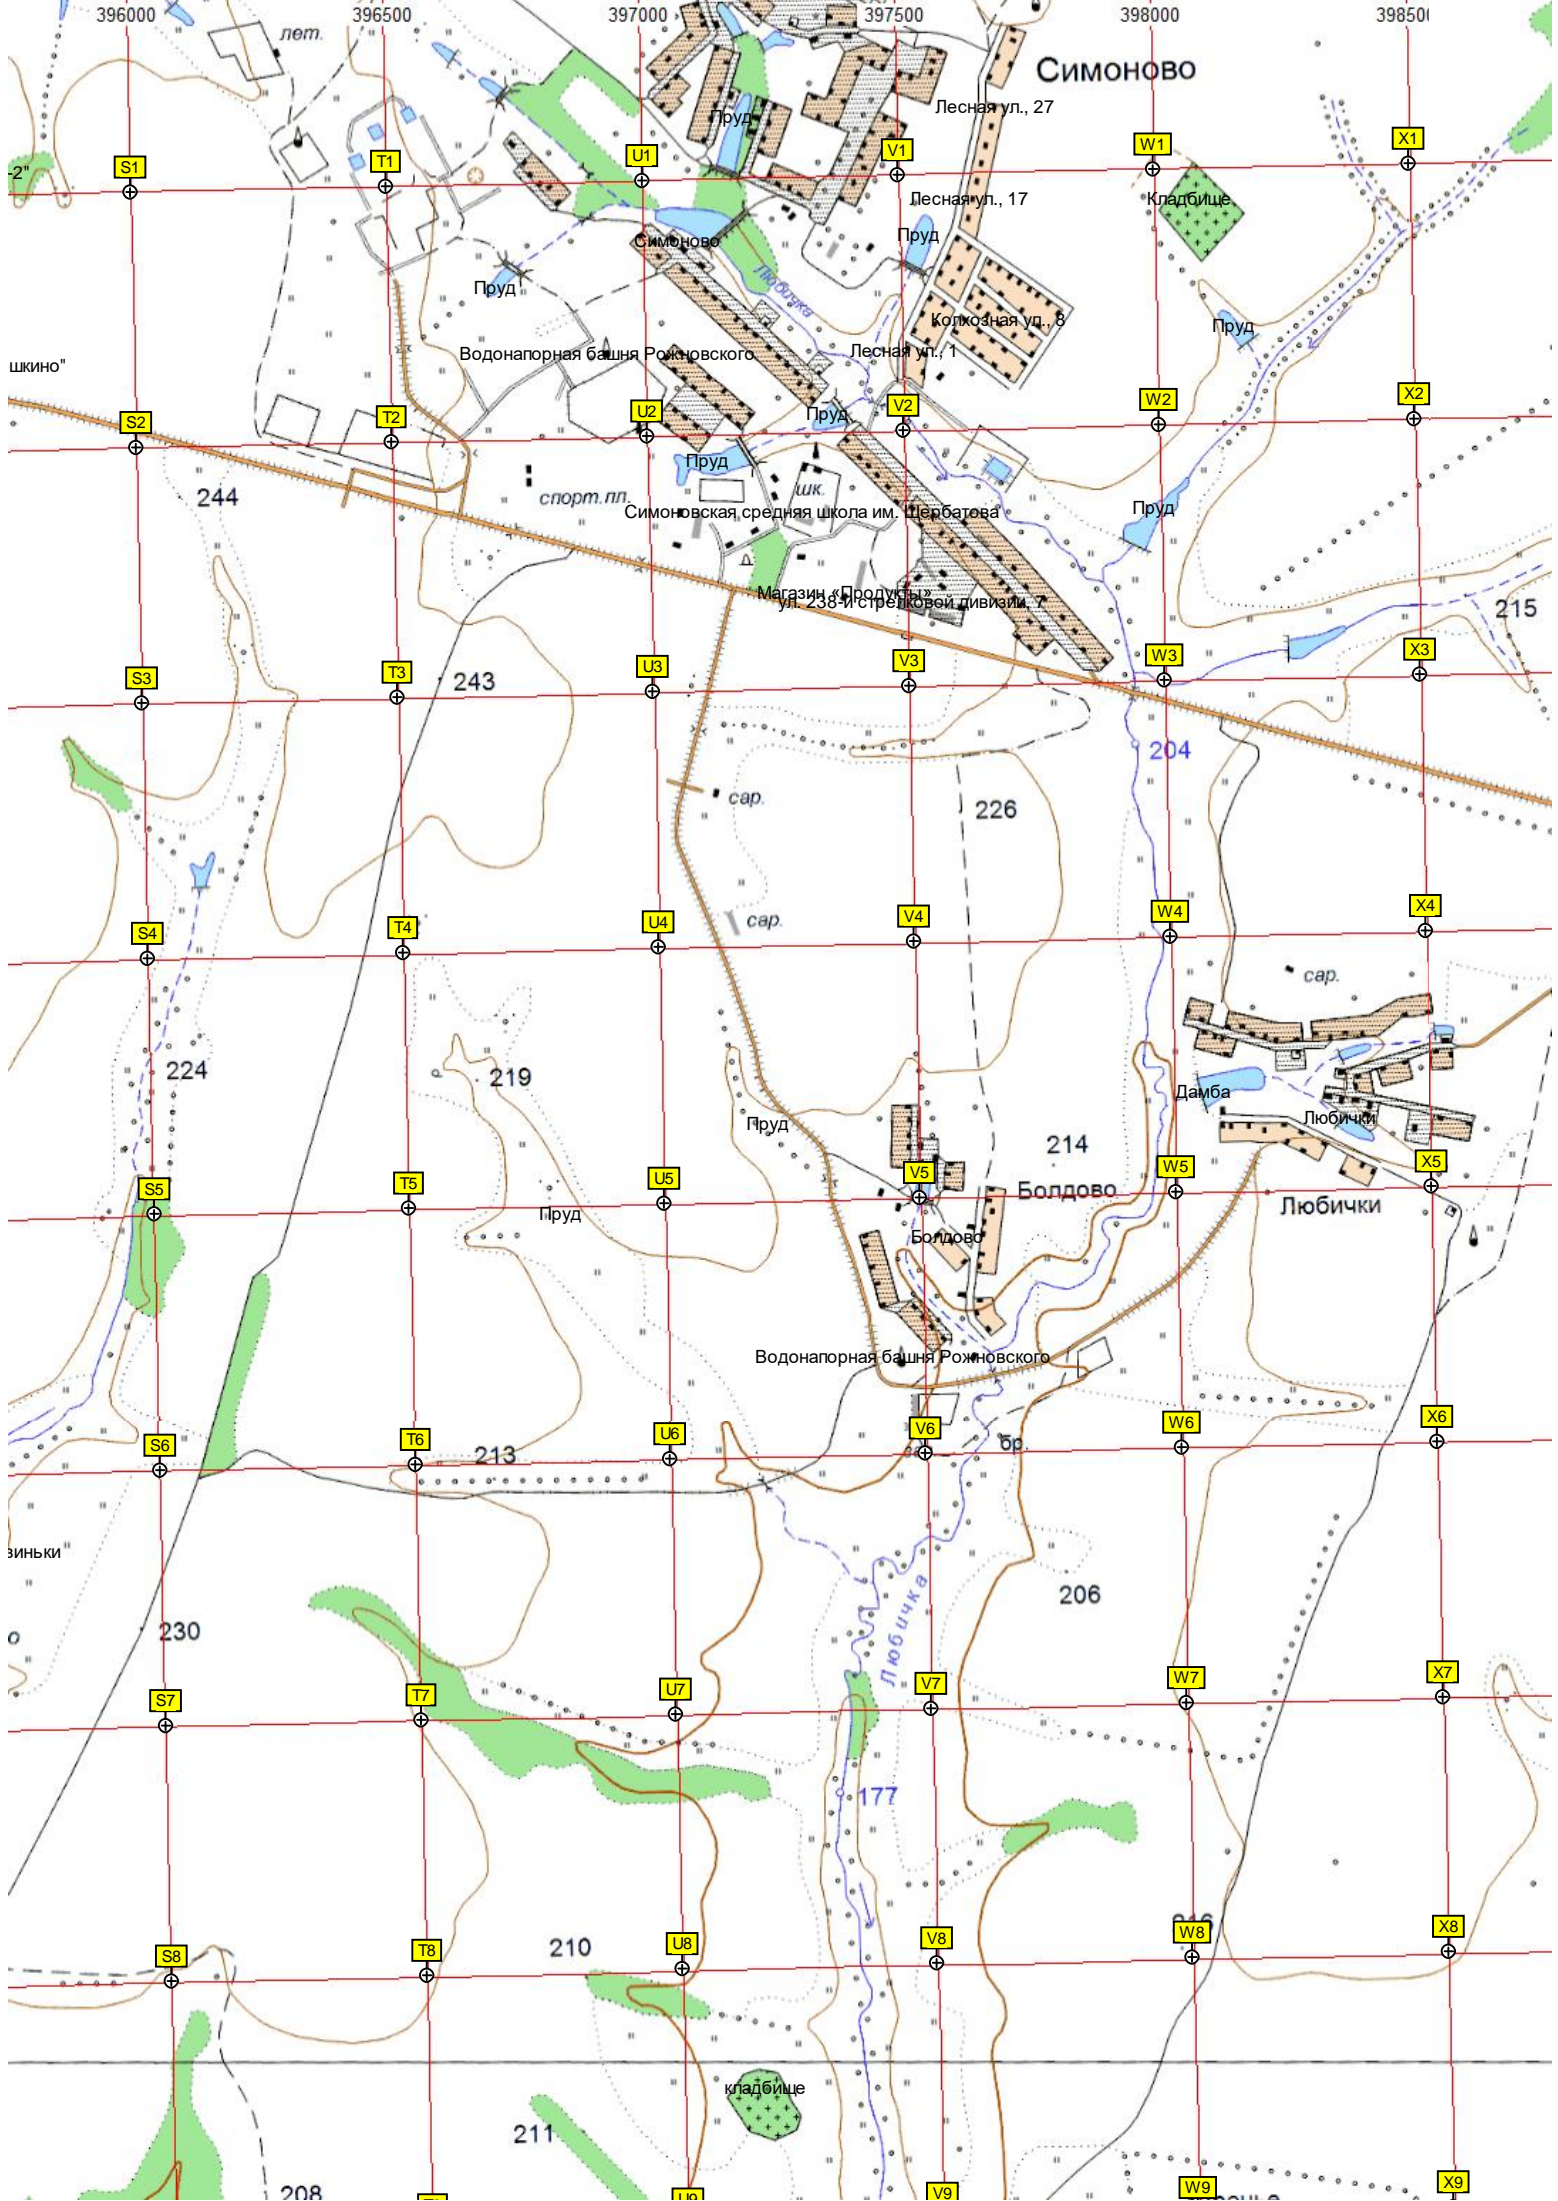 396000 396500 397000 397500 398000
лет.
Симоново
Лесная ул., 27
Пруд
S1 T1 U1 V1 W1 X1
-2"
Кладбище
Лесная ул., 17
Симоново
Пруд
Любичка
Пруд
Колхозная ул., 8
Пруд
Лесная ул., 1
Водонапорная башня Рожновского
шкино"
S2 T2 U2 V2 W2 X2
Пруд
Пруд
244
шк.
спорт.пл.
Симоновская средняя школа им. Щербатова
Пруд
Магазин «Продукты»
ул. 238-й стрелковой дивизии, 7
215
S3 T3 U3 V3 W3 X3
243
204
сар.
226
сар.
S4 T4 U4 V4 W4 X4
сар.
224
219
Дамба
Любички
Пруд
214
S5 T5 U5 V5 W5 X5
Болдово
Любички
Пруд
Болдово
Водонапорная башня Рожновского
S6 T6 U6 V6 W6 X6
213
бр.
зиньки"
206
Любичка
230
о
S7 T7 U7 V7 W7 X7
177
S8 T8 U8 V8 W8 X8
210
кладбище
211
208
U9 V9 W9 X9